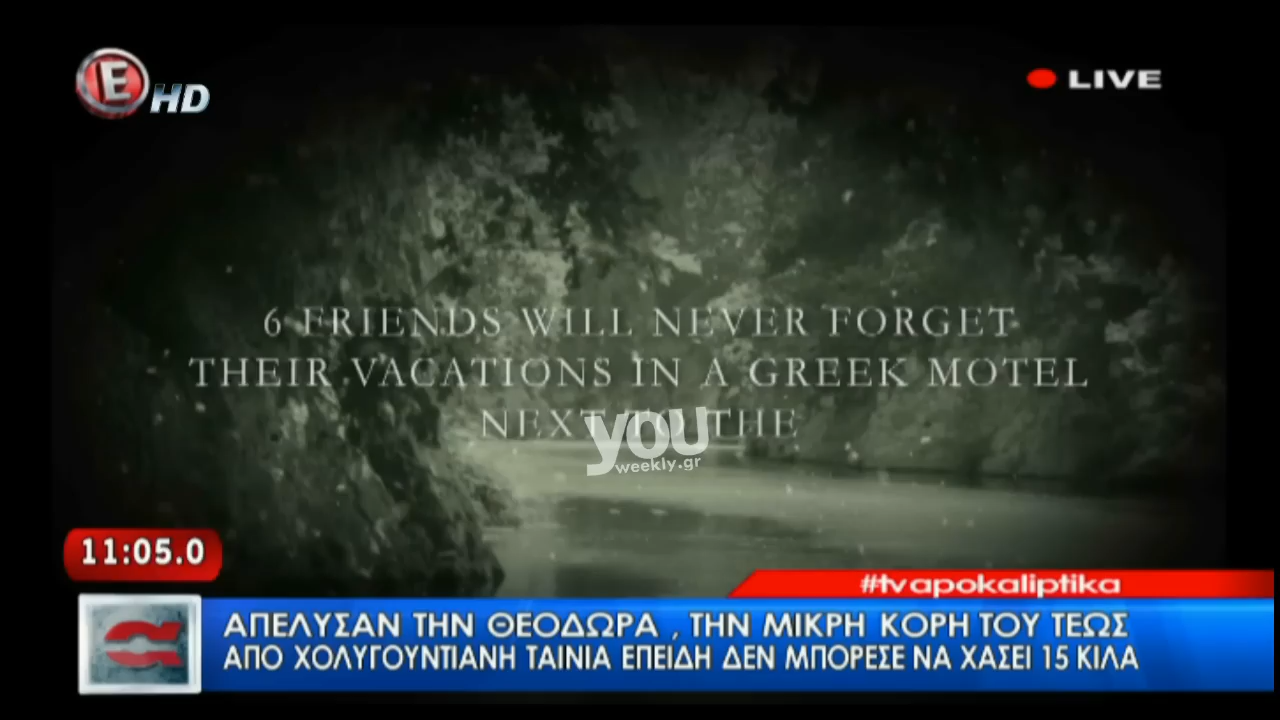 E HD
LIVE
6 FRIENDS WILL NEVER FORGET
THEIR VACATIONS IN A GREEK MOTEL
NEXT TO THE
you
weekly.gr
11:05.0
#tvapokaliptika
ΑΠΕΛΥΣΑΝ ΤΗΝ ΘΕΟΔΩΡΑ , ΤΗΝ ΜΙΚΡΗ ΚΟΡΗ ΤΟΥ ΤΕΩΣ
ΑΠΟ ΧΟΛΥΓΟΥΝΤΙΑΝΗ ΤΑΙΝΙΑ ΕΠΕΙΔΗ ΔΕΝ ΜΠΟΡΕΣΕ ΝΑ ΧΑΣΕΙ 15 ΚΙΛΑ